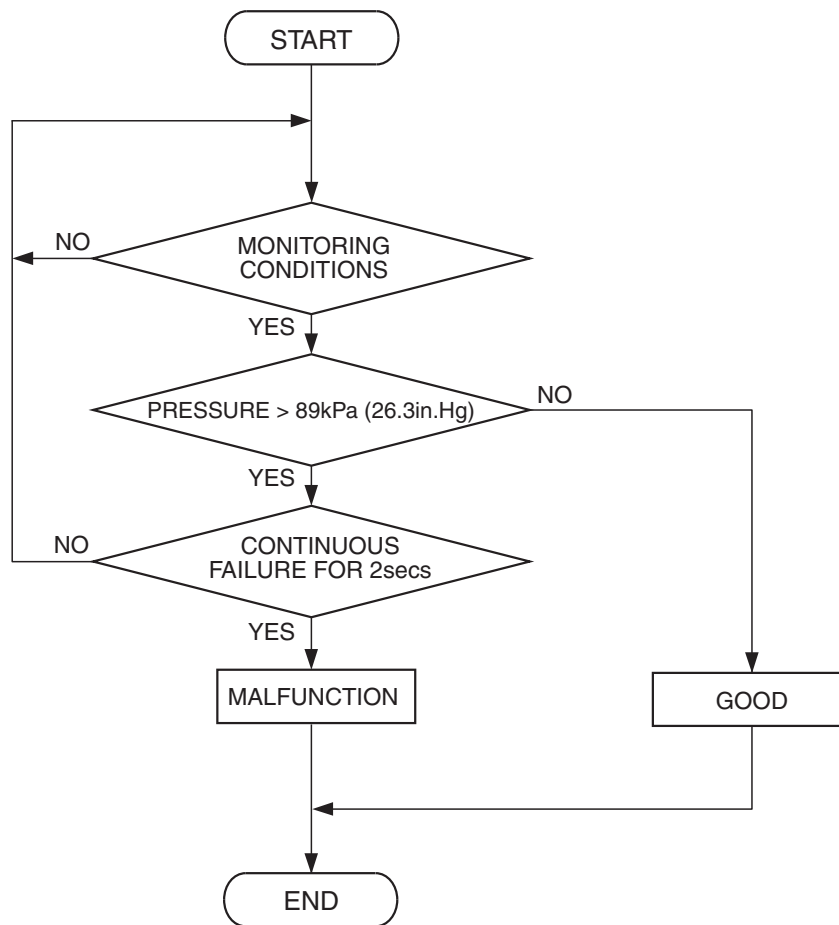 START
NO
MONITORING
CONDITIONS
YES
PRESSURE > 89kPa (26.3in.Hg)
NO
YES
NO
CONTINUOUS
FAILURE FOR 2secs
YES
MALFUNCTION
GOOD
END